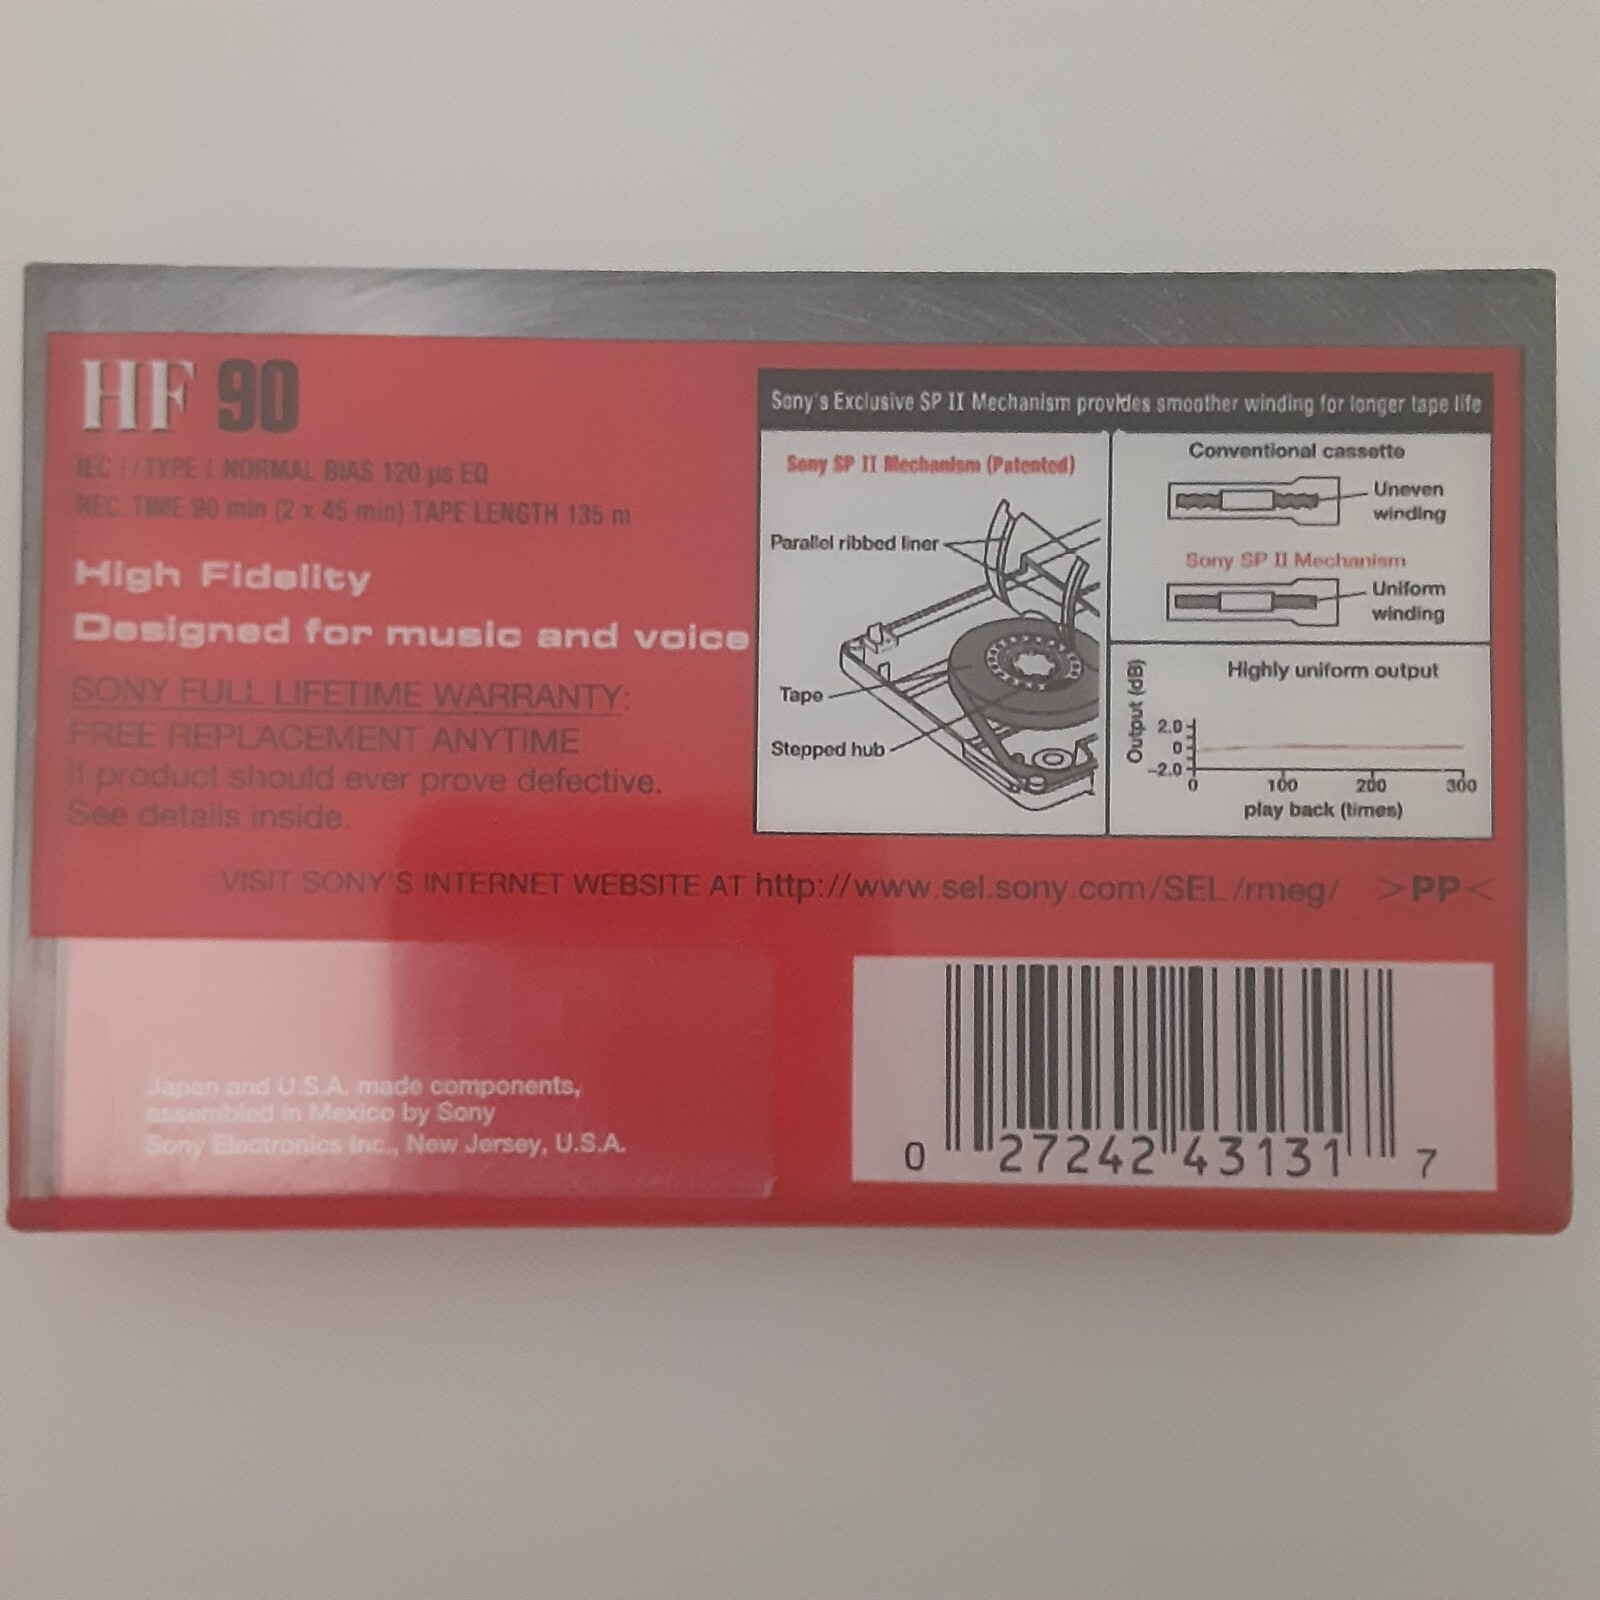 HF 90
IEC I / TYPE I NORMAL BIAS 120 µs EQ
REC. TIME 90 min (2 x 45 min) TAPE LENGTH 135 m
High Fidelity
Designed for music and voice
SONY FULL LIFETIME WARRANTY:
FREE REPLACEMENT ANYTIME
If product should ever prove defective.
See details inside.
Sony's Exclusive SP II Mechanism provides smoother winding for longer tape life
Sony SP II Mechanism (Patented)
Parallel ribbed liner
Tape
Stepped hub
Conventional cassette
Uneven
winding
Sony SP II Mechanism
Uniform
winding
Highly uniform output
Output (dB)
2.0
0
–2.0
0 100 200 300
play back (times)
VISIT SONY'S INTERNET WEBSITE AT http://www.sel.sony.com/SEL/rmeg/ >PP<
Japan and U.S.A. made components,
assembled in Mexico by Sony
Sony Electronics Inc., New Jersey, U.S.A.
0 27242 43131 7